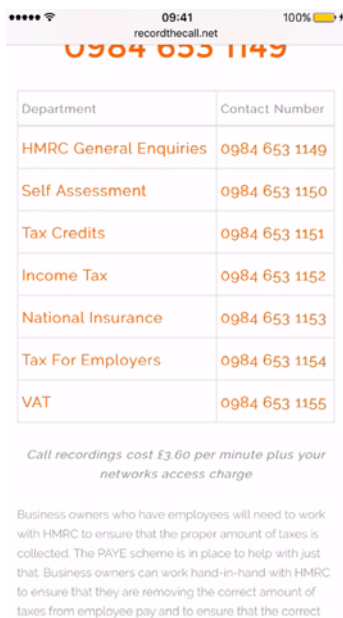 09:41
100%
recordthecall.net
0984 653 1149
Department Contact Number
HMRC General Enquiries 0984 653 1149
Self Assessment 0984 653 1150
Tax Credits 0984 653 1151
Income Tax 0984 653 1152
National Insurance 0984 653 1153
Tax For Employers 0984 653 1154
VAT 0984 653 1155
Call recordings cost £3.60 per minute plus your
networks access charge
Business owners who have employees will need to work
with HMRC to ensure that the proper amount of taxes is
collected. The PAYE scheme is in place to help with just
that. Business owners can work hand-in-hand with HMRC
to ensure that they are removing the correct amount of
taxes from employee pay and to ensure that the correct